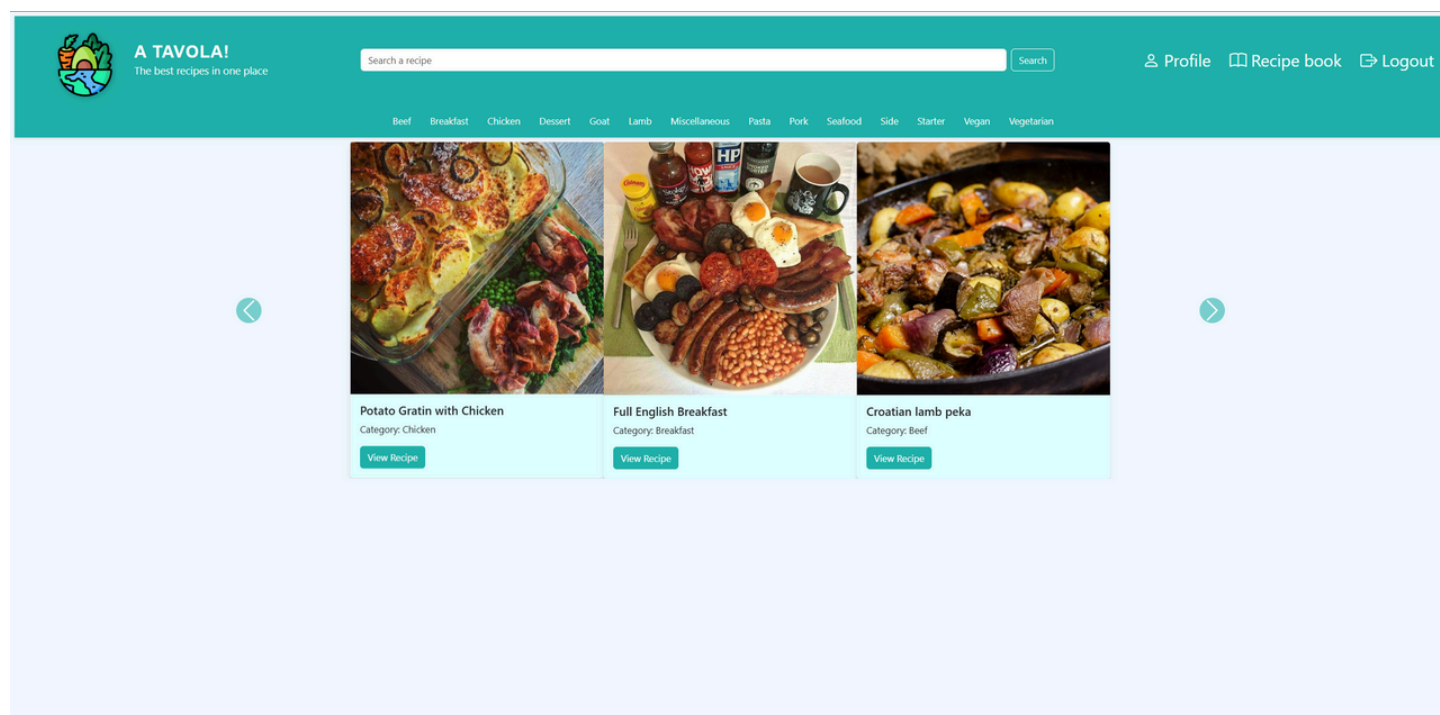 A TAVOLA!
The best recipes in one place
Search a recipe
Search
Profile
Recipe book
Logout
Beef Breakfast Chicken Dessert Goat Lamb Miscellaneous Pasta Pork Seafood Side Starter Vegan Vegetarian
HP
Potato Gratin with Chicken
Category: Chicken
View Recipe
Full English Breakfast
Category: Breakfast
View Recipe
Croatian lamb peka
Category: Beef
View Recipe